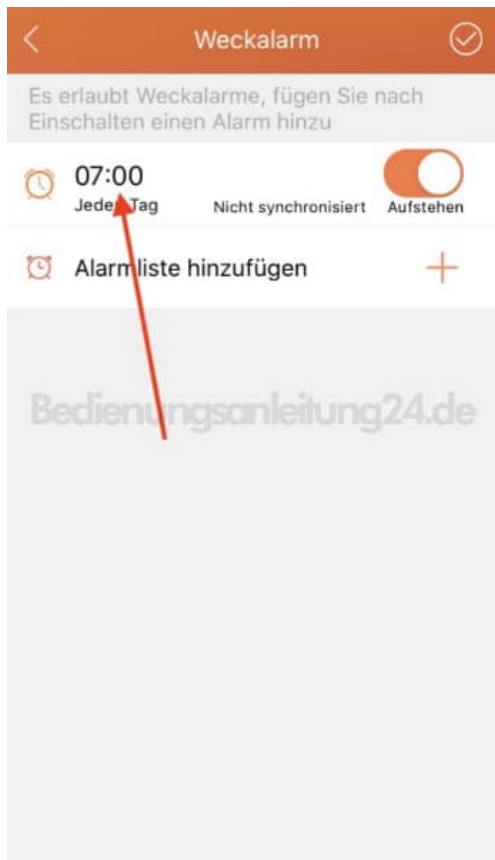 Weckalarm
Es erlaubt Weckalarme, fügen Sie nach
Einschalten einen Alarm hinzu
07:00
Jeden Tag Nicht synchronisiert Aufstehen
Alarmliste hinzufügen
Bedienungsanleitung24.de